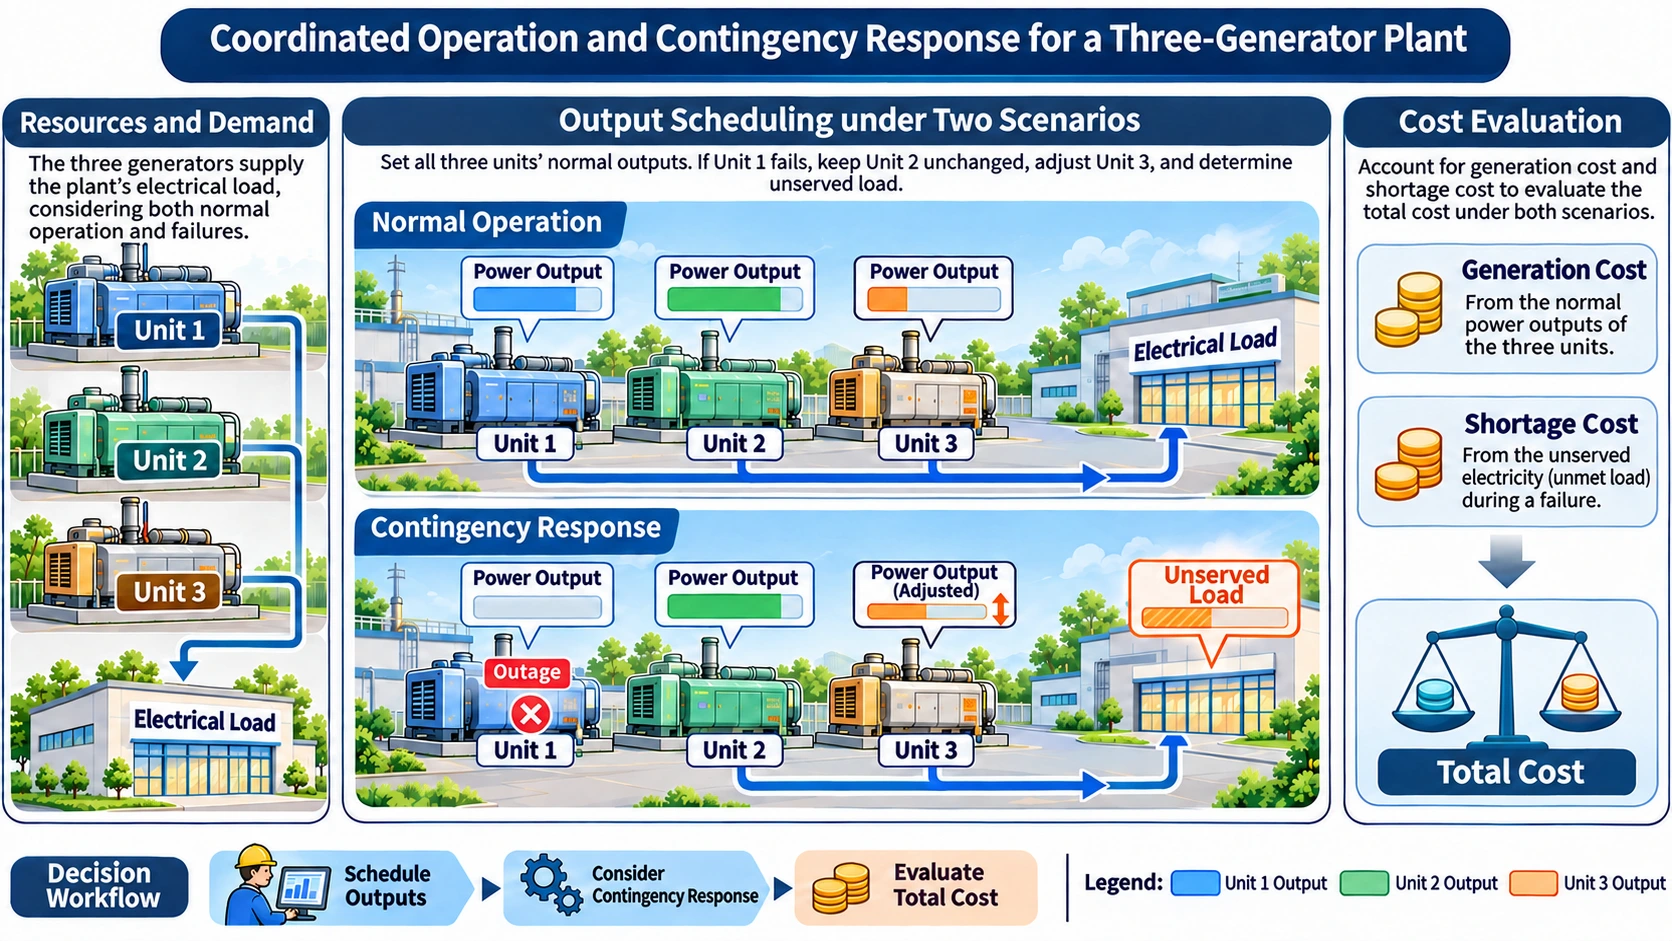 Coordinated Operation and Contingency Response for a Three-Generator Plant
Resources and Demand
The three generators supply
the plant's electrical load,
considering both normal
operation and failures.
Unit 1
Unit 2
Unit 3
Electrical Load
Output Scheduling under Two Scenarios
Set all three units' normal outputs. If Unit 1 fails, keep Unit 2 unchanged, adjust Unit 3, and determine
unserved load.
Normal Operation
Power Output
Power Output
Power Output
Electrical Load
Unit 1
Unit 2
Unit 3
Contingency Response
Power Output
Power Output
Power Output
(Adjusted)
Unserved
Load
Outage
Unit 1
Unit 2
Unit 3
Cost Evaluation
Account for generation cost and
shortage cost to evaluate the
total cost under both scenarios.
Generation Cost
From the normal
power outputs of
the three units.
Shortage Cost
From the unserved
electricity (unmet load)
during a failure.
Total Cost
Decision
Workflow
Schedule
Outputs
Consider
Contingency Response
Evaluate
Total Cost
Legend:
Unit 1 Output
Unit 2 Output
Unit 3 Output